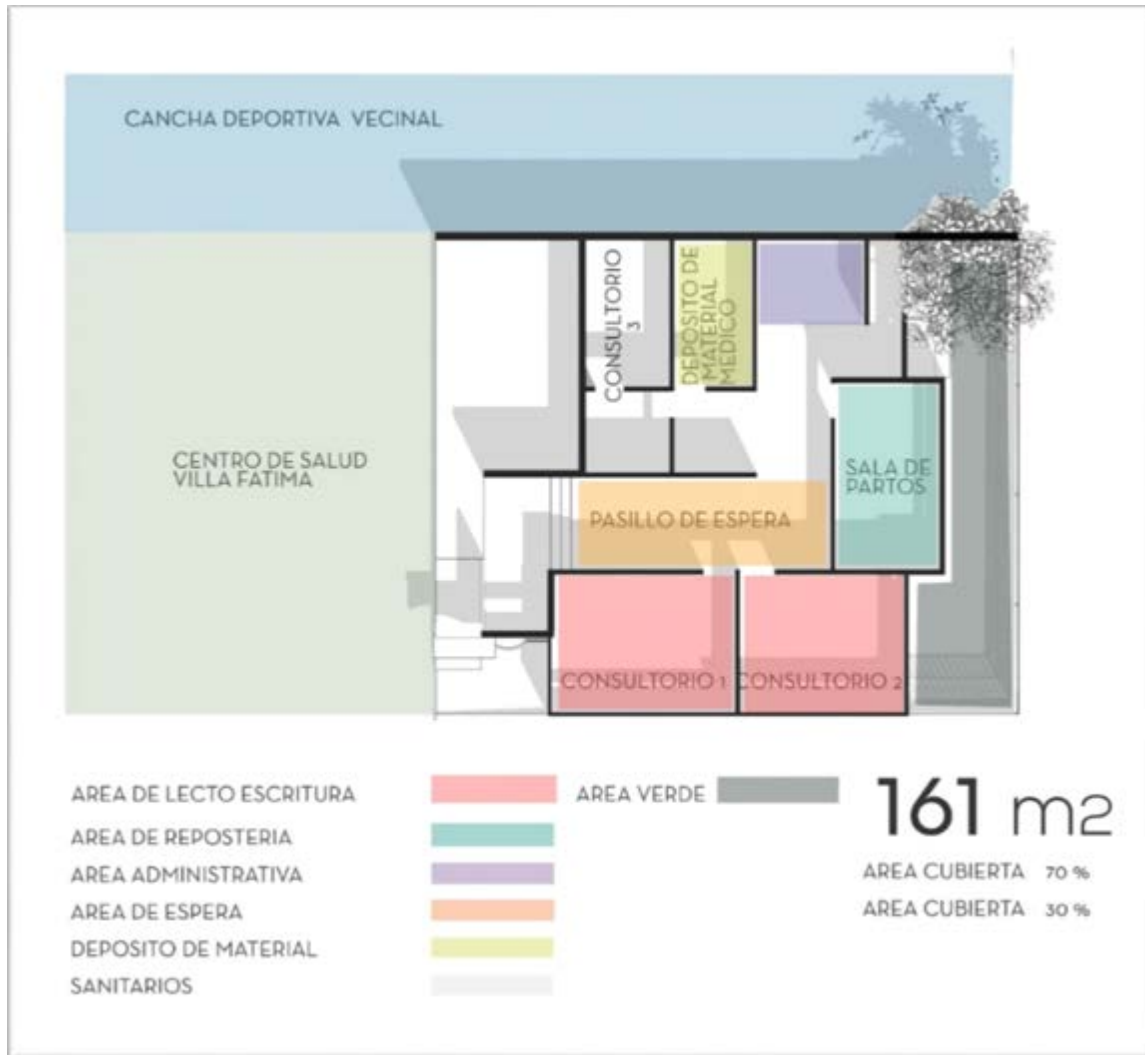 CANCHA DEPORTIVA VECINAL
CONSULTORIO
3
DEPOSITO DE
MATERIAL
MEDICO
CENTRO DE SALUD
VILLA FATIMA
SALA DE
PARTOS
PASILLO DE ESPERA
CONSULTORIO 1
CONSULTORIO 2
AREA DE LECTO ESCRITURA
AREA VERDE
161 m2
AREA DE REPOSTERIA
AREA CUBIERTA 70 %
AREA ADMINISTRATIVA
AREA CUBIERTA 30 %
AREA DE ESPERA
DEPOSITO DE MATERIAL
SANITARIOS